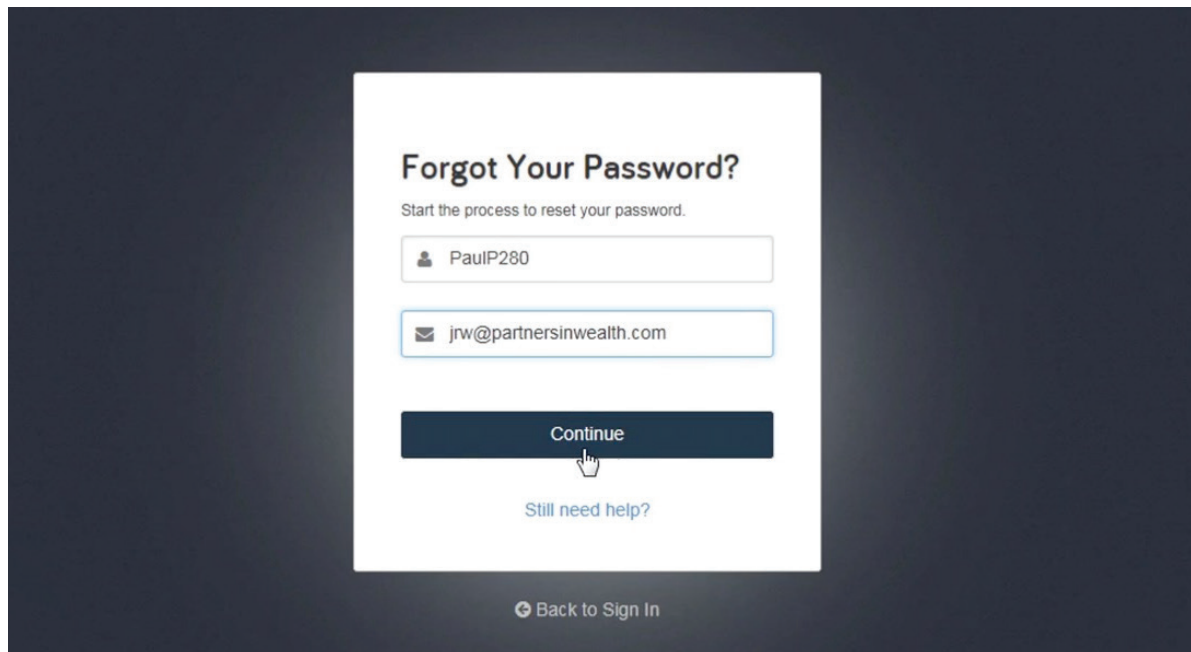 Forgot Your Password?
Start the process to reset your password.
PaulP280
jrw@partnersinwealth.com
Continue
Still need help?
Back to Sign In